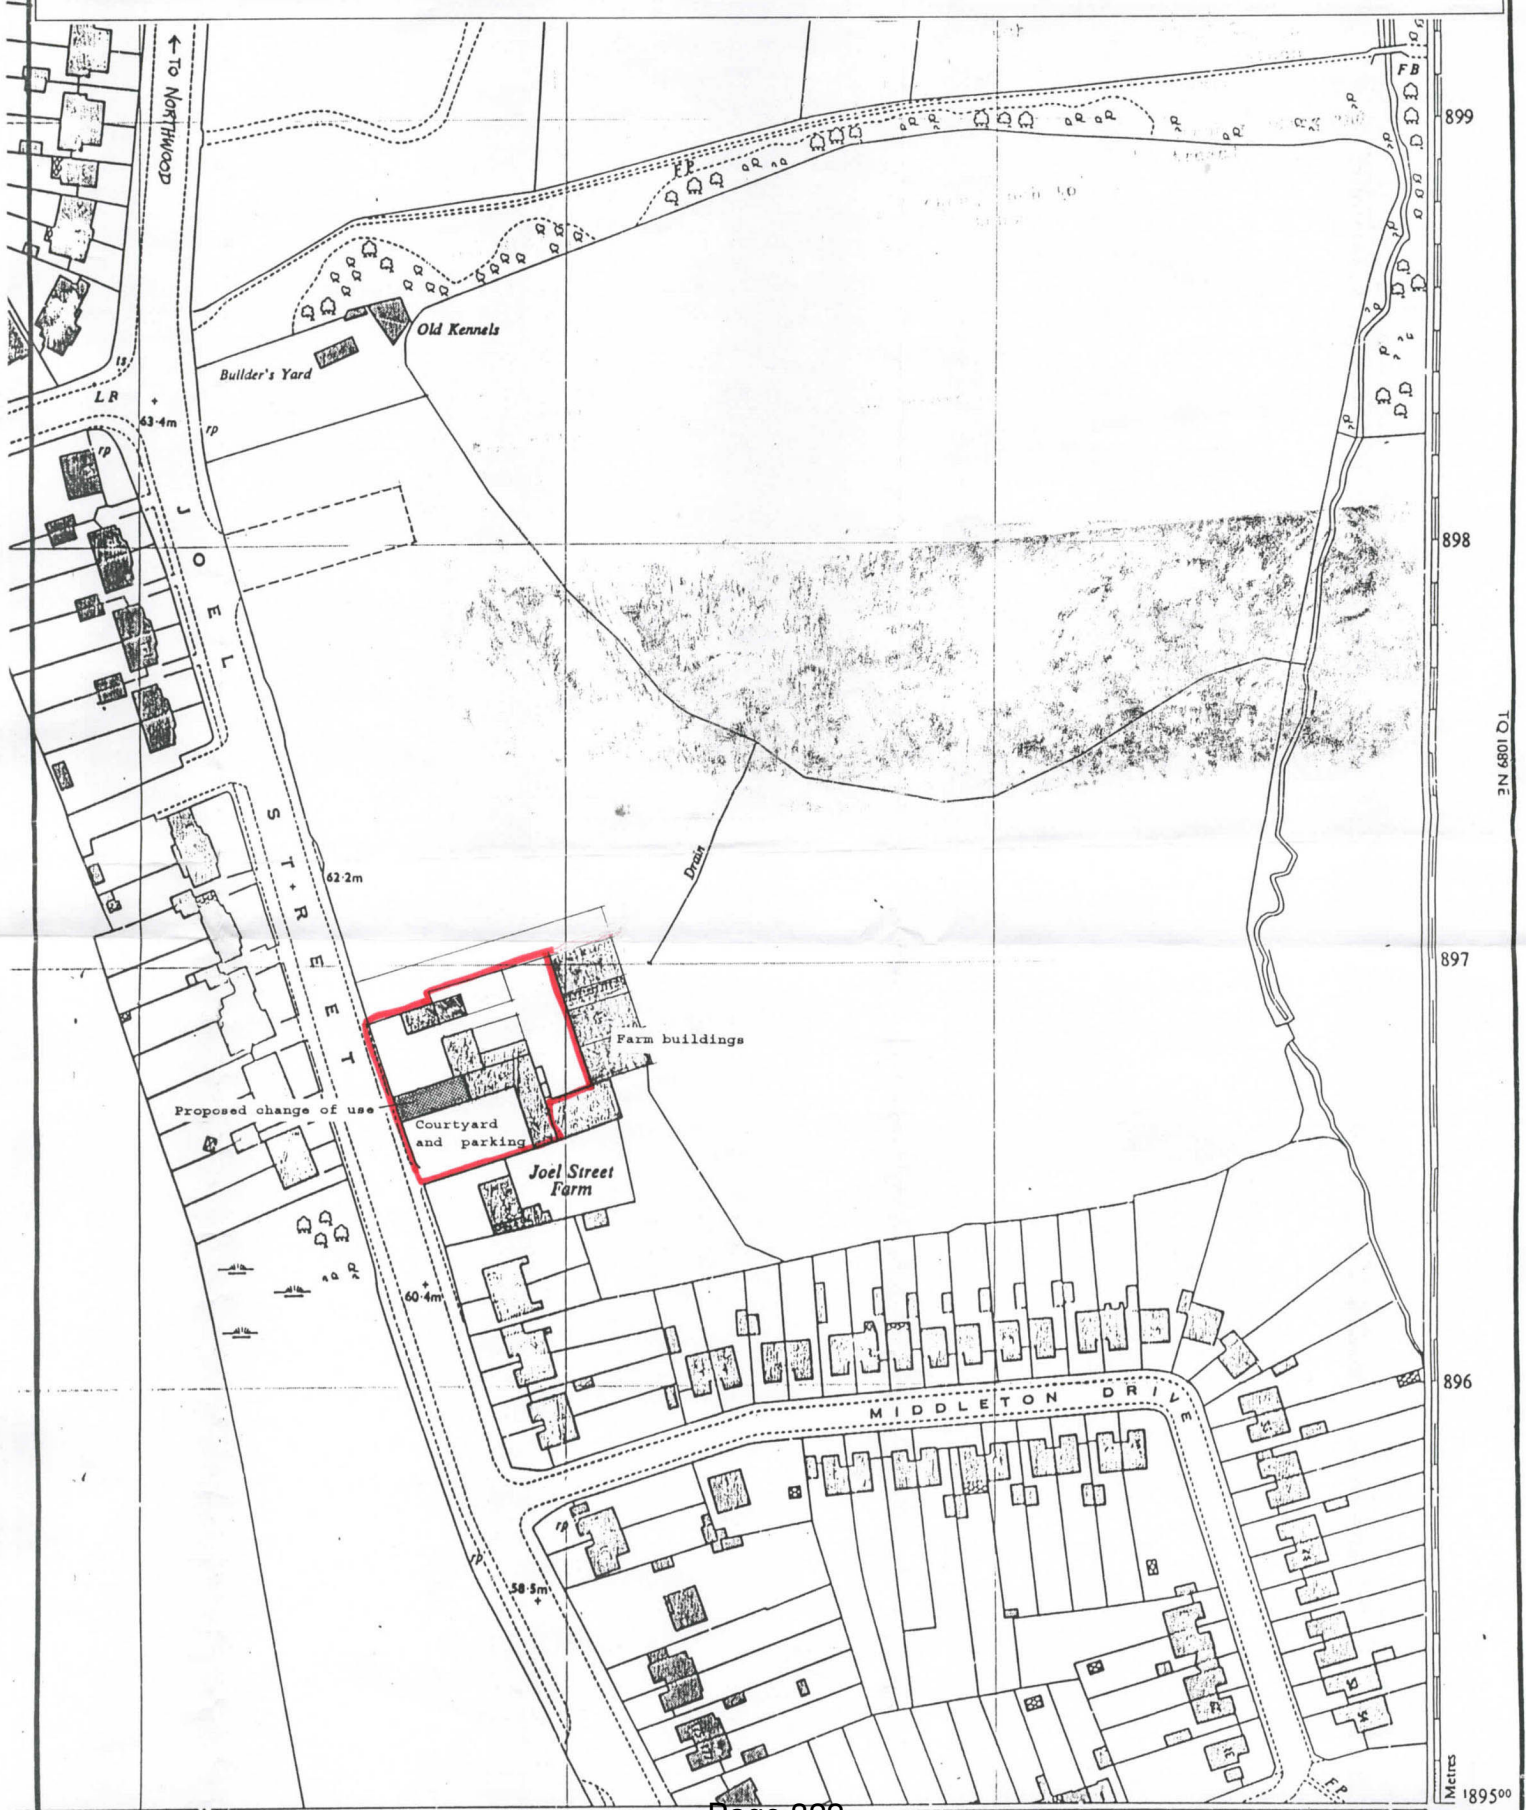 ← TO NORTHWOOD
FB
899
FP
Old Kennels
Builder's Yard
LB
63·4m
rp
rp
898
JOEL STREET
TQ 1089 NE
62·2m
Drain
897
Farm buildings
Proposed change of use
Courtyard
and parking
Joel Street
Farm
60·4m
896
MIDDLETON DRIVE
rp
rp
58·5m
FP
Metres
1895⁰⁰